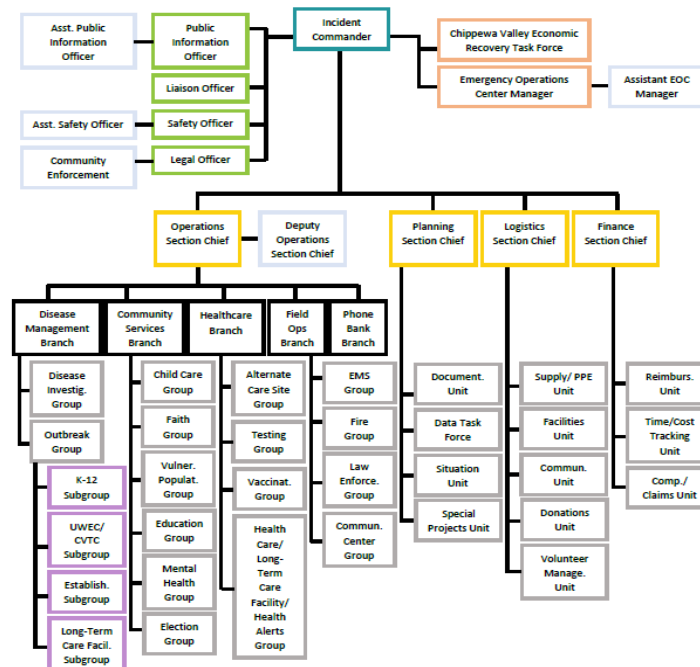 Asst. Public
Information
Officer
Public
Information
Officer
Incident
Commander
Chippewa Valley Economic
Recovery Task Force
Liaison Officer
Emergency Operations
Center Manager
Assistant EOC
Manager
Asst. Safety Officer
Safety Officer
Community
Enforcement
Legal Officer
Operations
Section Chief
Deputy
Operations
Section Chief
Planning
Section Chief
Logistics
Section Chief
Finance
Section Chief
Disease
Management
Branch
Community
Services
Branch
Healthcare
Branch
Field
Ops
Branch
Phone
Bank
Branch
Disease
Investig.
Group
Outbreak
Group
K-12
Subgroup
UWEC/
CVTC
Subgroup
Establish.
Subgroup
Long-Term
Care Facil.
Subgroup
Child Care
Group
Faith
Group
Vulner.
Populat.
Group
Education
Group
Mental
Health
Group
Election
Group
Alternate
Care Site
Group
Testing
Group
Vaccinat.
Group
Health
Care/
Long-
Term
Care
Facility/
Health
Alerts
Group
EMS
Group
Fire
Group
Law
Enforce.
Group
Commun.
Center
Group
Document.
Unit
Data Task
Force
Situation
Unit
Special
Projects Unit
Supply/ PPE
Unit
Facilities
Unit
Commun.
Unit
Donations
Unit
Volunteer
Manage.
Unit
Reimburs.
Unit
Time/Cost
Tracking
Unit
Comp./
Claims Unit